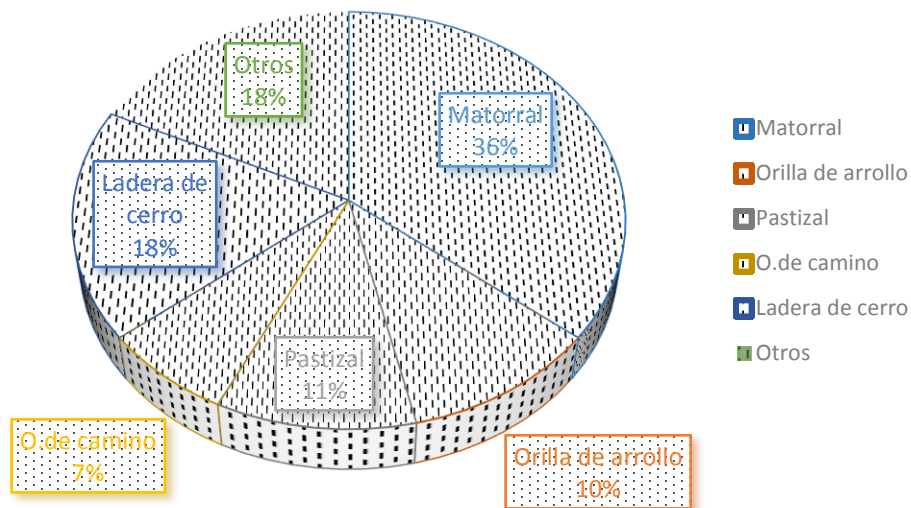 Otros
18%
Matorral
36%
Ladera de
cerro
18%
Pastizal
11%
O.de camino
7%
Orilla de arrollo
10%
Matorral
Orilla de arrollo
Pastizal
O.de camino
Ladera de cerro
Otros